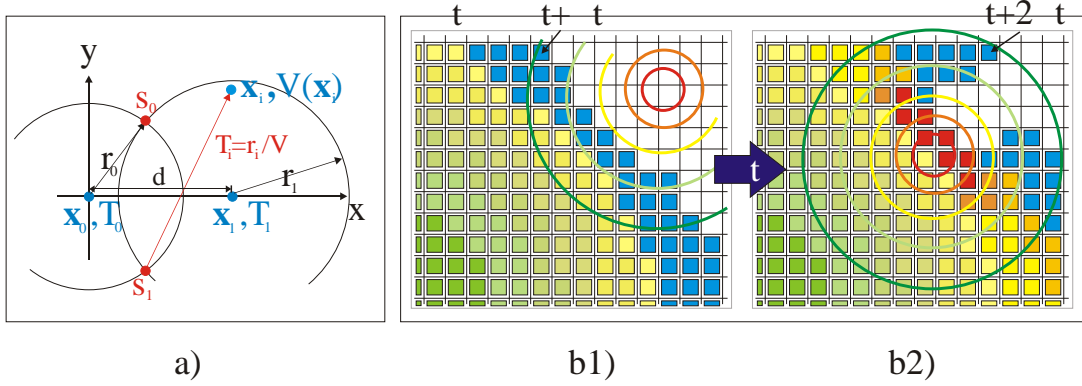 y
s₀
xᵢ,V(xᵢ)
Tᵢ=rᵢ/V
r₀
d
r₁
x₀,T₀
x₁,T₁
x
s₁
a)
t
t+ t
t
b1)
t+2 t
b2)